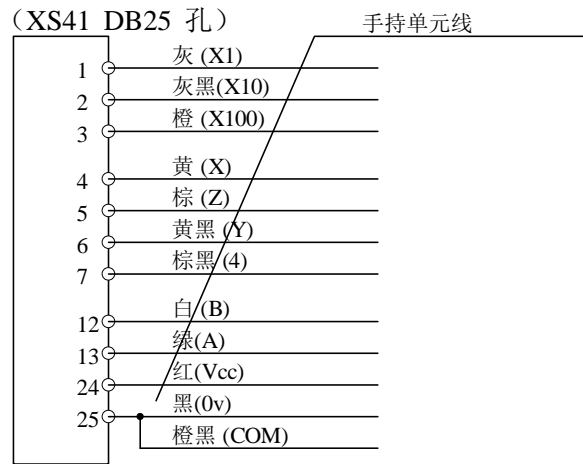 （XS41 DB25 孔）
手持单元线
1 灰 (X1)
2 灰黑(X10)
3 橙 (X100)
4 黄 (X)
5 棕 (Z)
6 黄黑 (Y)
7 棕黑 (4)
12 白 (B)
13 绿(A)
24 红(Vcc)
25 黑(0v)
橙黑 (COM)